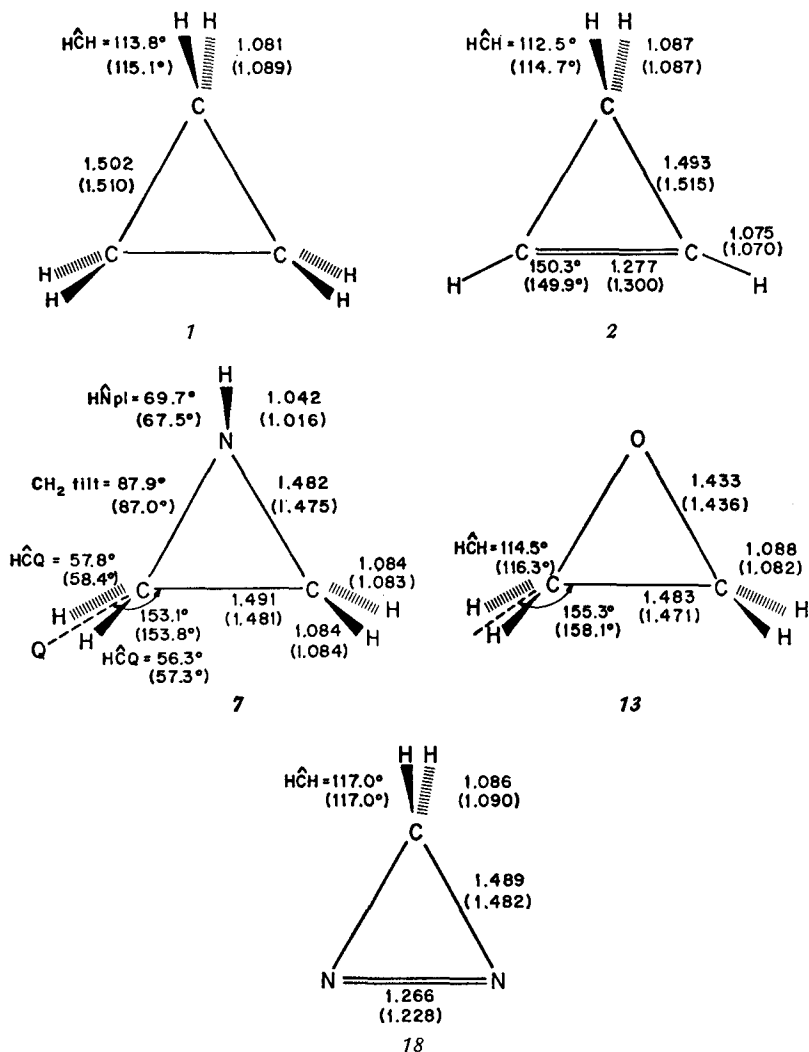 H H
HĈH = 113.8° 1.081
(115.1°) (1.089)
C
1.502
(1.510)
H C C H
H H
1
H H
HĈH = 112.5° 1.087
(114.7°) (1.087)
C
1.493
(1.515)
1.075
(1.070)
C C
150.3° 1.277
(149.9°) (1.300)
H H
2
H
HN̂pl = 69.7° 1.042
(67.5°) (1.016)
N
CH₂ tilt = 87.9° 1.482
(87.0°) (1.475)
HĈQ = 57.8° 1.084
(58.4°) (1.083)
C C
H H
153.1° 1.491 1.084
(153.8°) (1.481) (1.084)
H H
Q
HĈQ = 56.3°
(57.3°)
7
O
1.433
(1.436)
HĈH = 114.5° 1.088
(116.3°) (1.082)
C C
H H
155.3° 1.483
(158.1°) (1.471)
H H
13
H H
HĈH = 117.0° 1.086
(117.0°) (1.090)
C
1.489
(1.482)
N N
1.266
(1.228)
18